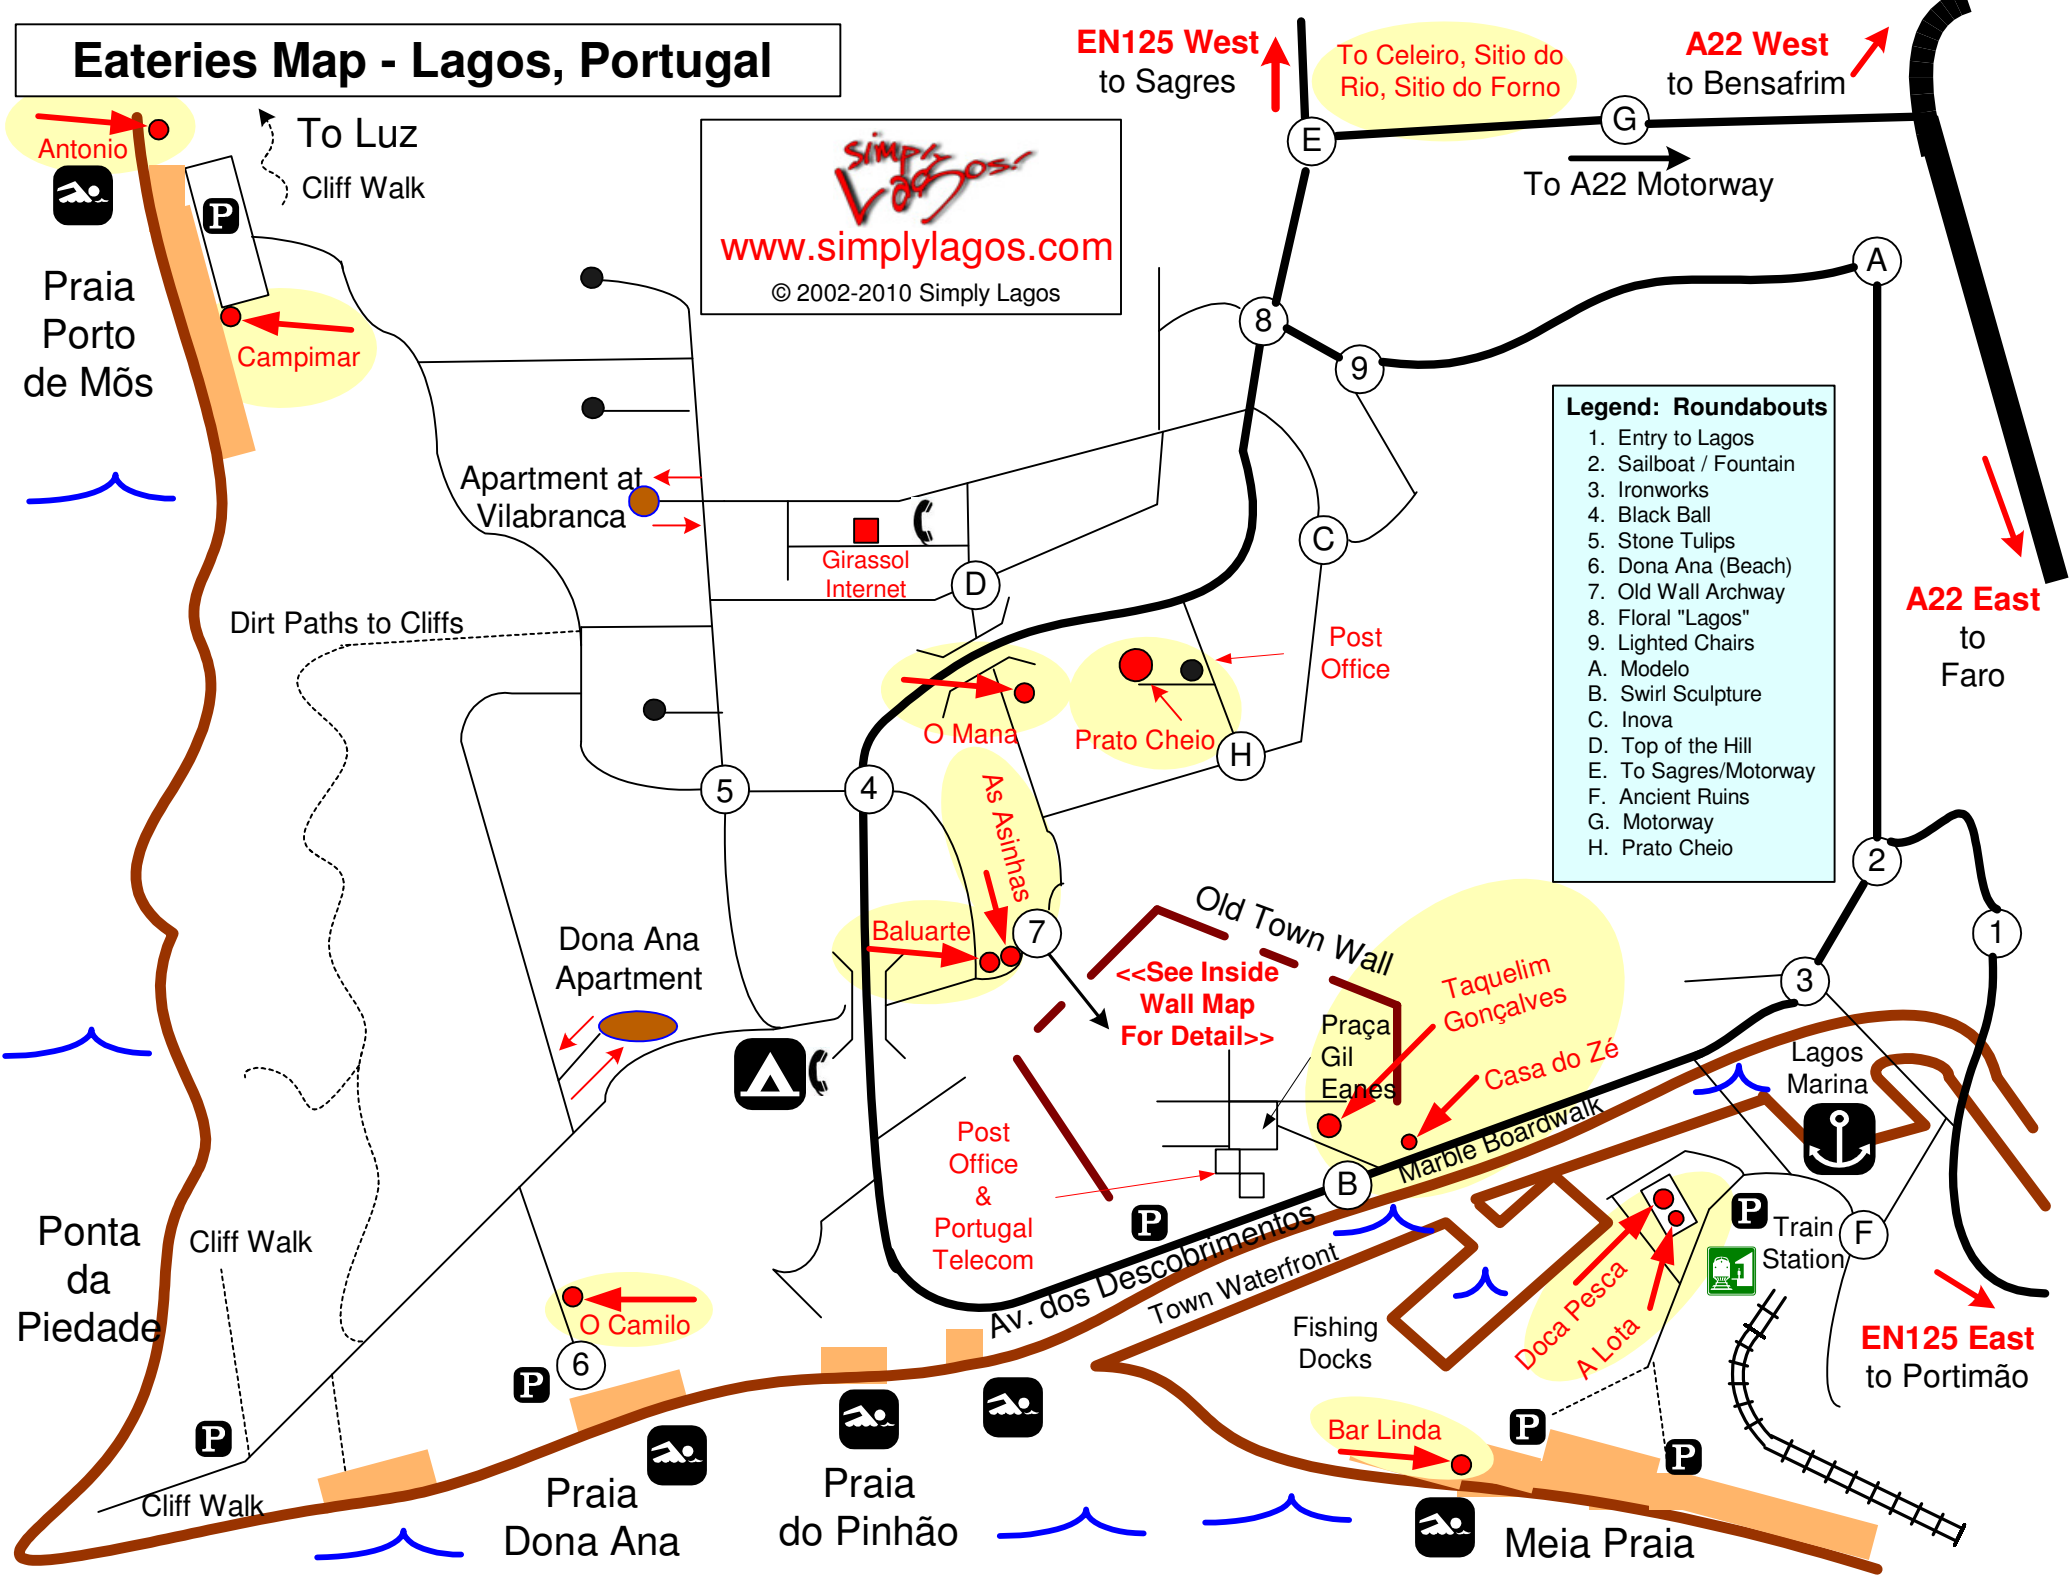 Eateries Map - Lagos, Portugal
EN125 West
to Sagres
To Celeiro, Sitio do
Rio, Sitio do Forno
A22 West
to Bensafrim
Antonio
To Luz
Cliff Walk
P
simply
Lagos!
www.simplylagos.com
© 2002-2010 Simply Lagos
E
G
To A22 Motorway
A
Praia
Porto
de Mõs
Campimar
8
9
Legend: Roundabouts
1. Entry to Lagos
2. Sailboat / Fountain
3. Ironworks
4. Black Ball
5. Stone Tulips
6. Dona Ana (Beach)
7. Old Wall Archway
8. Floral "Lagos"
9. Lighted Chairs
A. Modelo
B. Swirl Sculpture
C. Inova
D. Top of the Hill
E. To Sagres/Motorway
F. Ancient Ruins
G. Motorway
H. Prato Cheio
Apartment at
Vilabranca
Girassol
Internet
D
C
A22 East
to
Faro
Dirt Paths to Cliffs
Post
Office
O Mana
Prato Cheio
H
5
4
As Asinhas
2
1
3
Baluarte
7
Old Town Wall
<<See Inside
Wall Map
For Detail>>
Taquelim
Gonçalves
Praça
Gil
Eanes
Casa do Zé
Dona Ana
Apartment
Lagos
Marina
Marble Boardwalk
Post
Office
&
Portugal
Telecom
B
P
P
Train
Station
F
Ponta
da
Piedade
Cliff Walk
Av. dos Descobrimentos
Town Waterfront
Fishing
Docks
Doca Pesca
A Lota
EN125 East
to Portimão
O Camilo
6
P
P
Cliff Walk
Bar Linda
P
P
Praia
Dona Ana
Praia
do Pinhão
Meia Praia